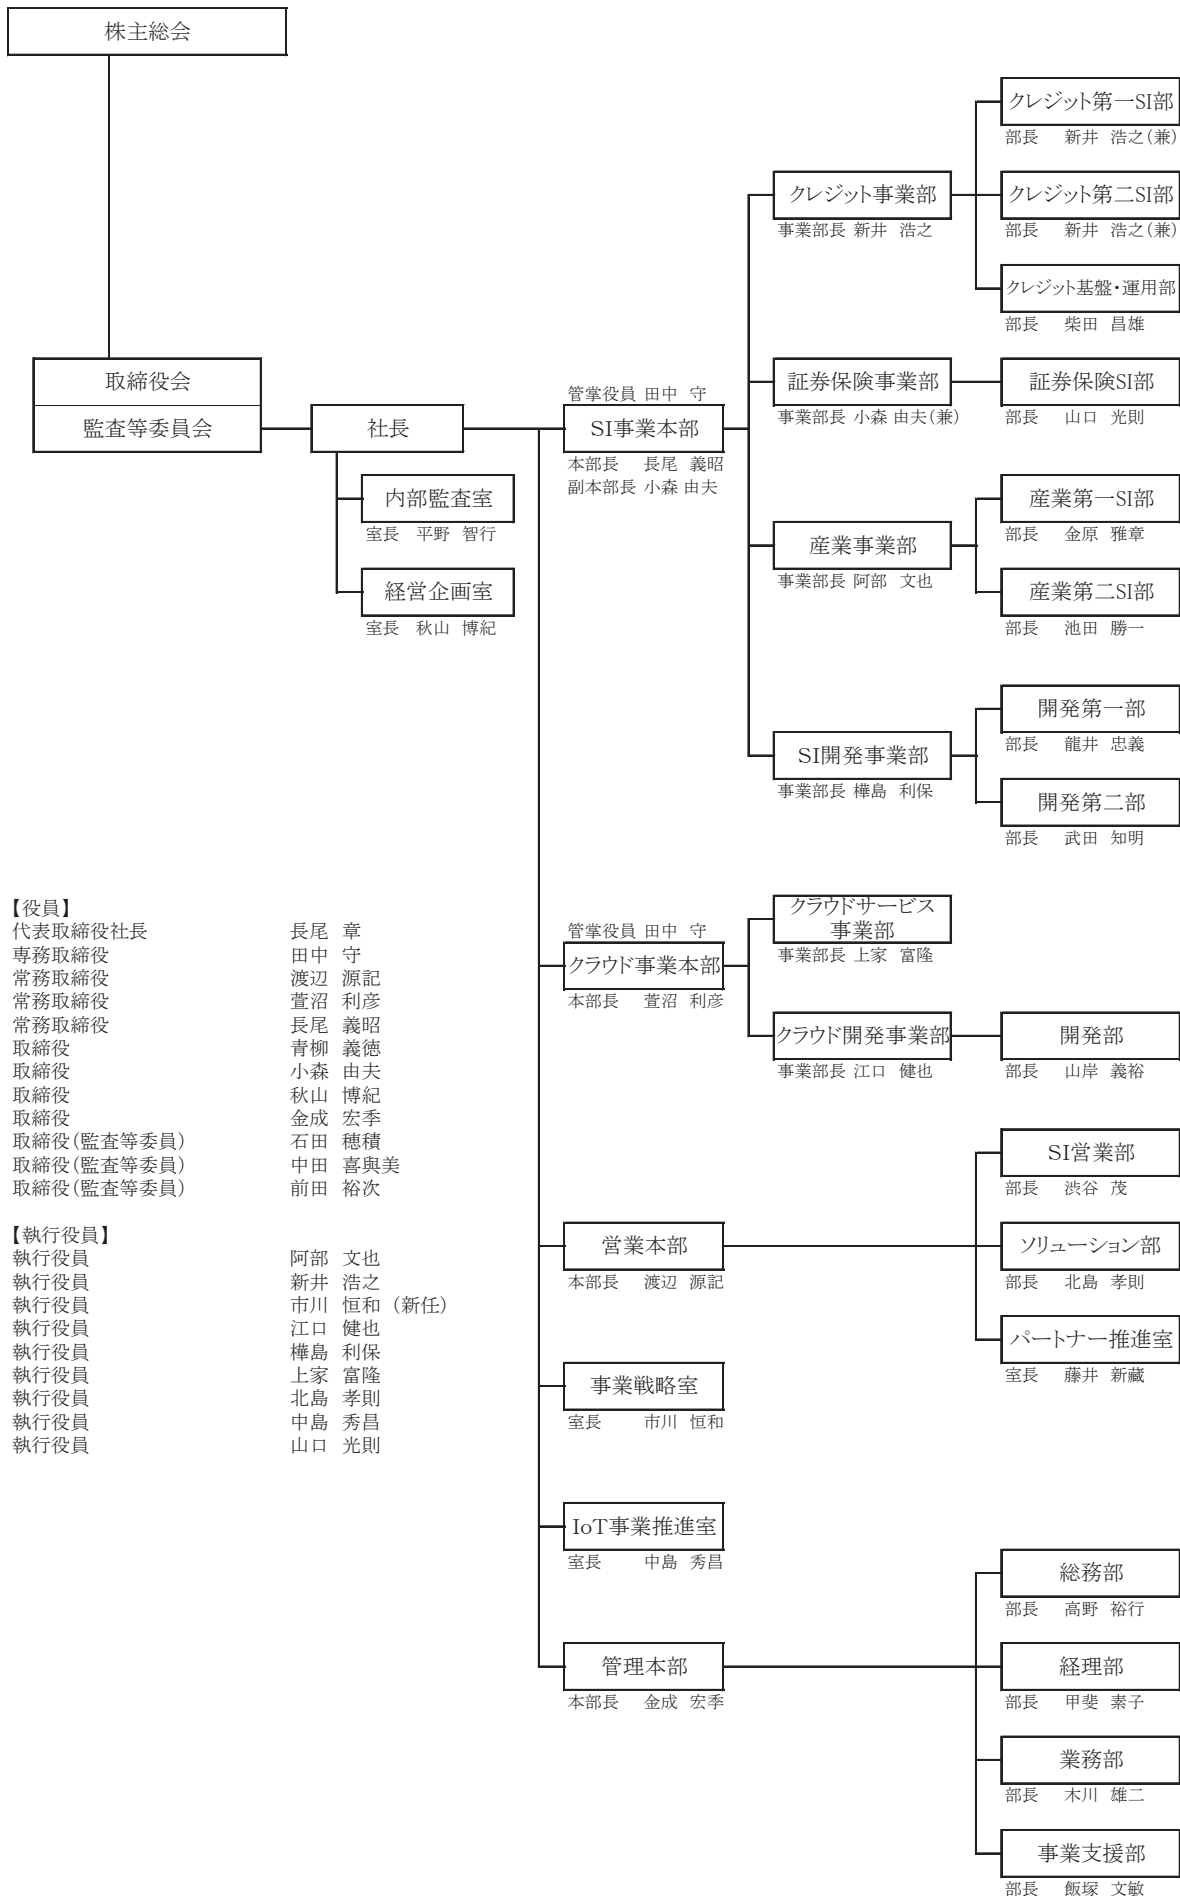 株主総会
クレジット第一SI部
部長 新井 浩之(兼)
クレジット事業部
事業部長 新井 浩之
クレジット第二SI部
部長 新井 浩之(兼)
クレジット基盤・運用部
部長 柴田 昌雄
取締役会
監査等委員会
社長
内部監査室
室長 平野 智行
経営企画室
室長 秋山 博紀
管掌役員 田中 守
SI事業本部
本部長 長尾 義昭
副本部長 小森 由夫
証券保険事業部
事業部長 小森 由夫(兼)
証券保険SI部
部長 山口 光則
産業事業部
事業部長 阿部 文也
産業第一SI部
部長 金原 雅章
産業第二SI部
部長 池田 勝一
SI開発事業部
事業部長 樺島 利保
開発第一部
部長 龍井 忠義
開発第二部
部長 武田 知明
【役員】
代表取締役社長 長尾 章
専務取締役 田中 守
常務取締役 渡辺 源記
常務取締役 萱沼 利彦
常務取締役 長尾 義昭
取締役 青柳 義徳
取締役 小森 由夫
取締役 秋山 博紀
取締役 金成 宏季
取締役(監査等委員) 石田 穂積
取締役(監査等委員) 中田 喜與美
取締役(監査等委員) 前田 裕次
【執行役員】
執行役員 阿部 文也
執行役員 新井 浩之
執行役員 市川 恒和 (新任)
執行役員 江口 健也
執行役員 樺島 利保
執行役員 上家 富隆
執行役員 北島 孝則
執行役員 中島 秀昌
執行役員 山口 光則
管掌役員 田中 守
クラウド事業本部
本部長 萱沼 利彦
クラウドサービス
事業部
事業部長 上家 富隆
クラウド開発事業部
事業部長 江口 健也
開発部
部長 山岸 義裕
営業本部
本部長 渡辺 源記
SI営業部
部長 渋谷 茂
ソリューション部
部長 北島 孝則
パートナー推進室
室長 藤井 新藏
事業戦略室
室長 市川 恒和
IoT事業推進室
室長 中島 秀昌
管理本部
本部長 金成 宏季
総務部
部長 高野 裕行
経理部
部長 甲斐 素子
業務部
部長 木川 雄二
事業支援部
部長 飯塚 文敏